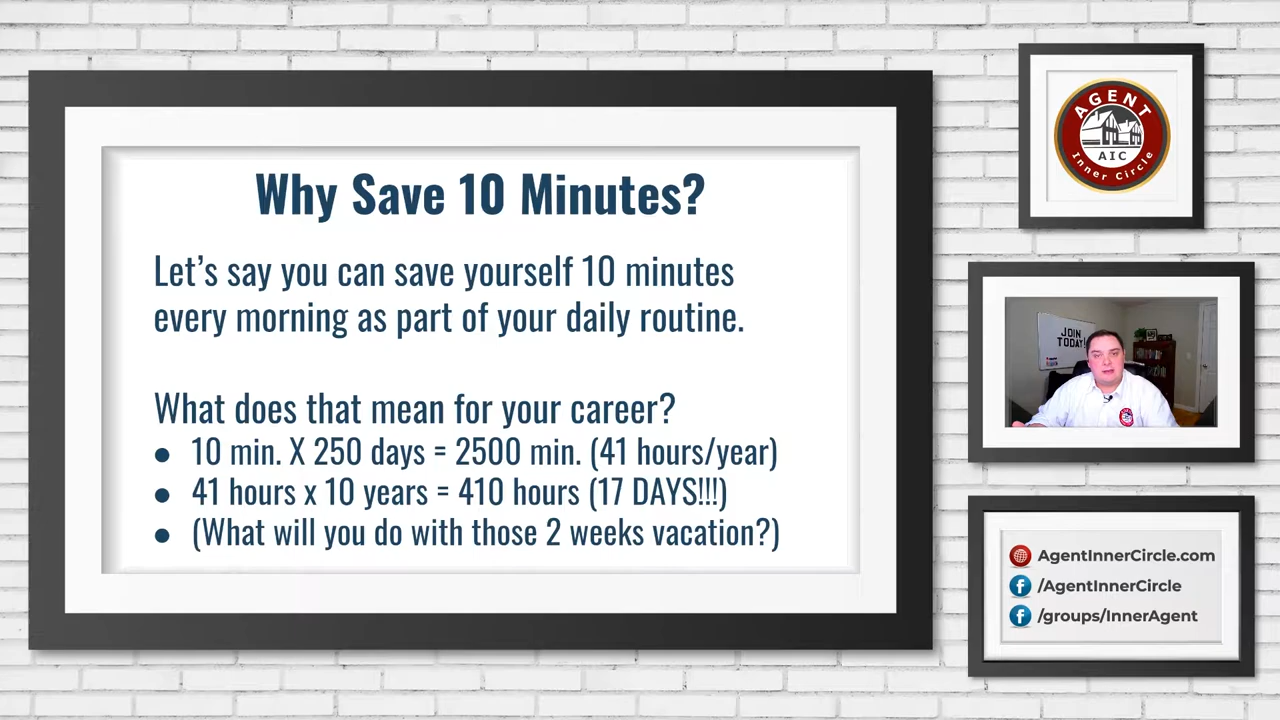 Why Save 10 Minutes?
Let's say you can save yourself 10 minutes
every morning as part of your daily routine.
What does that mean for your career?
● 10 min. X 250 days = 2500 min. (41 hours/year)
● 41 hours x 10 years = 410 hours (17 DAYS!!!)
● (What will you do with those 2 weeks vacation?)
AGENT
AIC
Inner Circle
JOIN
TODAY!
AgentInnerCircle.com
/AgentInnerCircle
/groups/InnerAgent